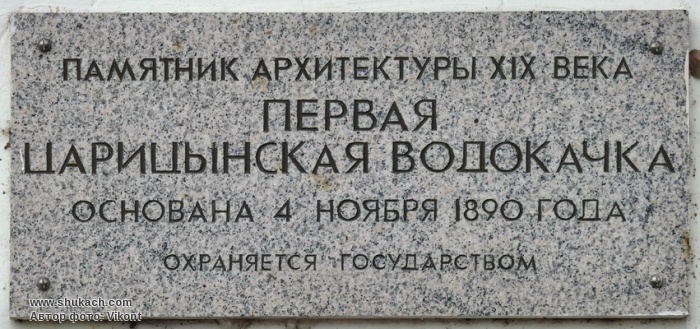 ПАМЯТНИК АРХИТЕКТУРЫ XIX ВЕКА
ПЕРВАЯ
ЦАРИЦЫНСКАЯ ВОДОКАЧКА
ОСНОВАНА 4 НОЯБРЯ 1890 ГОДА
ОХРАНЯЕТСЯ ГОСУДАРСТВОМ
www.shukach.com
Автор фото: Vikont